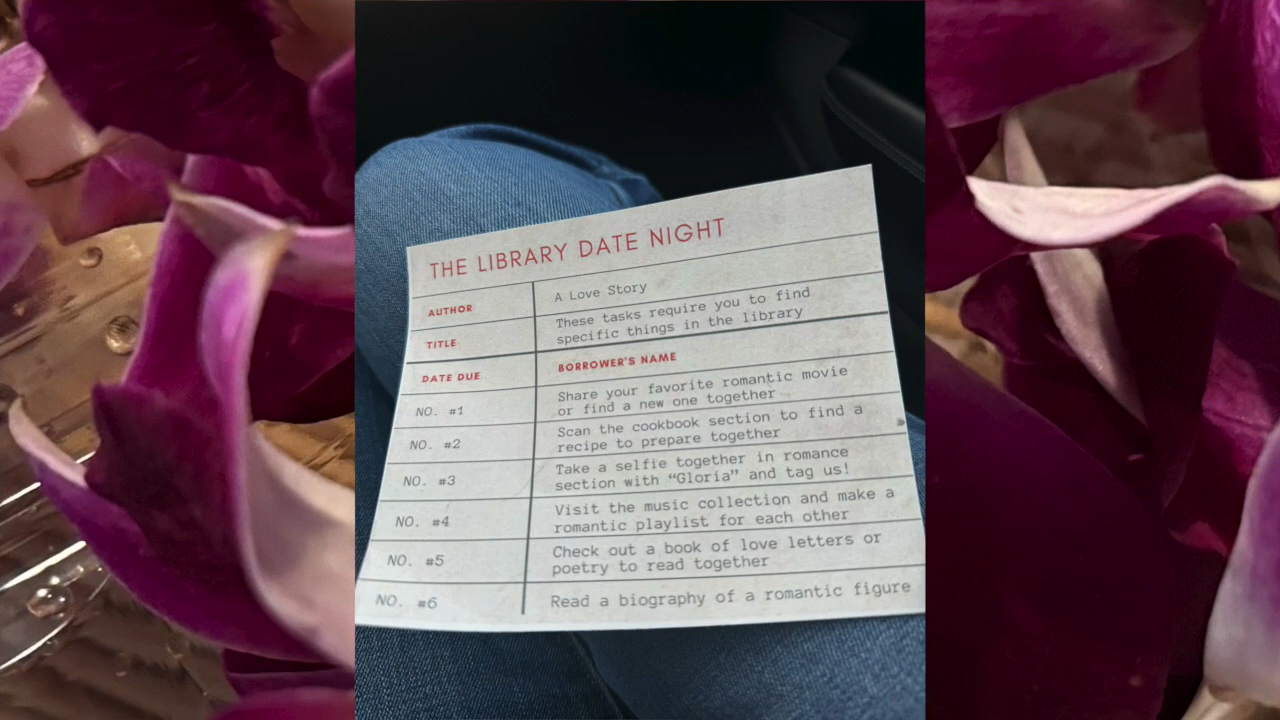 THE LIBRARY DATE NIGHT
AUTHOR
A Love Story
TITLE
These tasks require you to find
specific things in the library
DATE DUE
BORROWER'S NAME
NO. #1
Share your favorite romantic movie
or find a new one together
NO. #2
Scan the cookbook section to find a
recipe to prepare together
NO. #3
Take a selfie together in romance
section with “Gloria” and tag us!
NO. #4
Visit the music collection and make a
romantic playlist for each other
NO. #5
Check out a book of love letters or
poetry to read together
NO. #6
Read a biography of a romantic figure